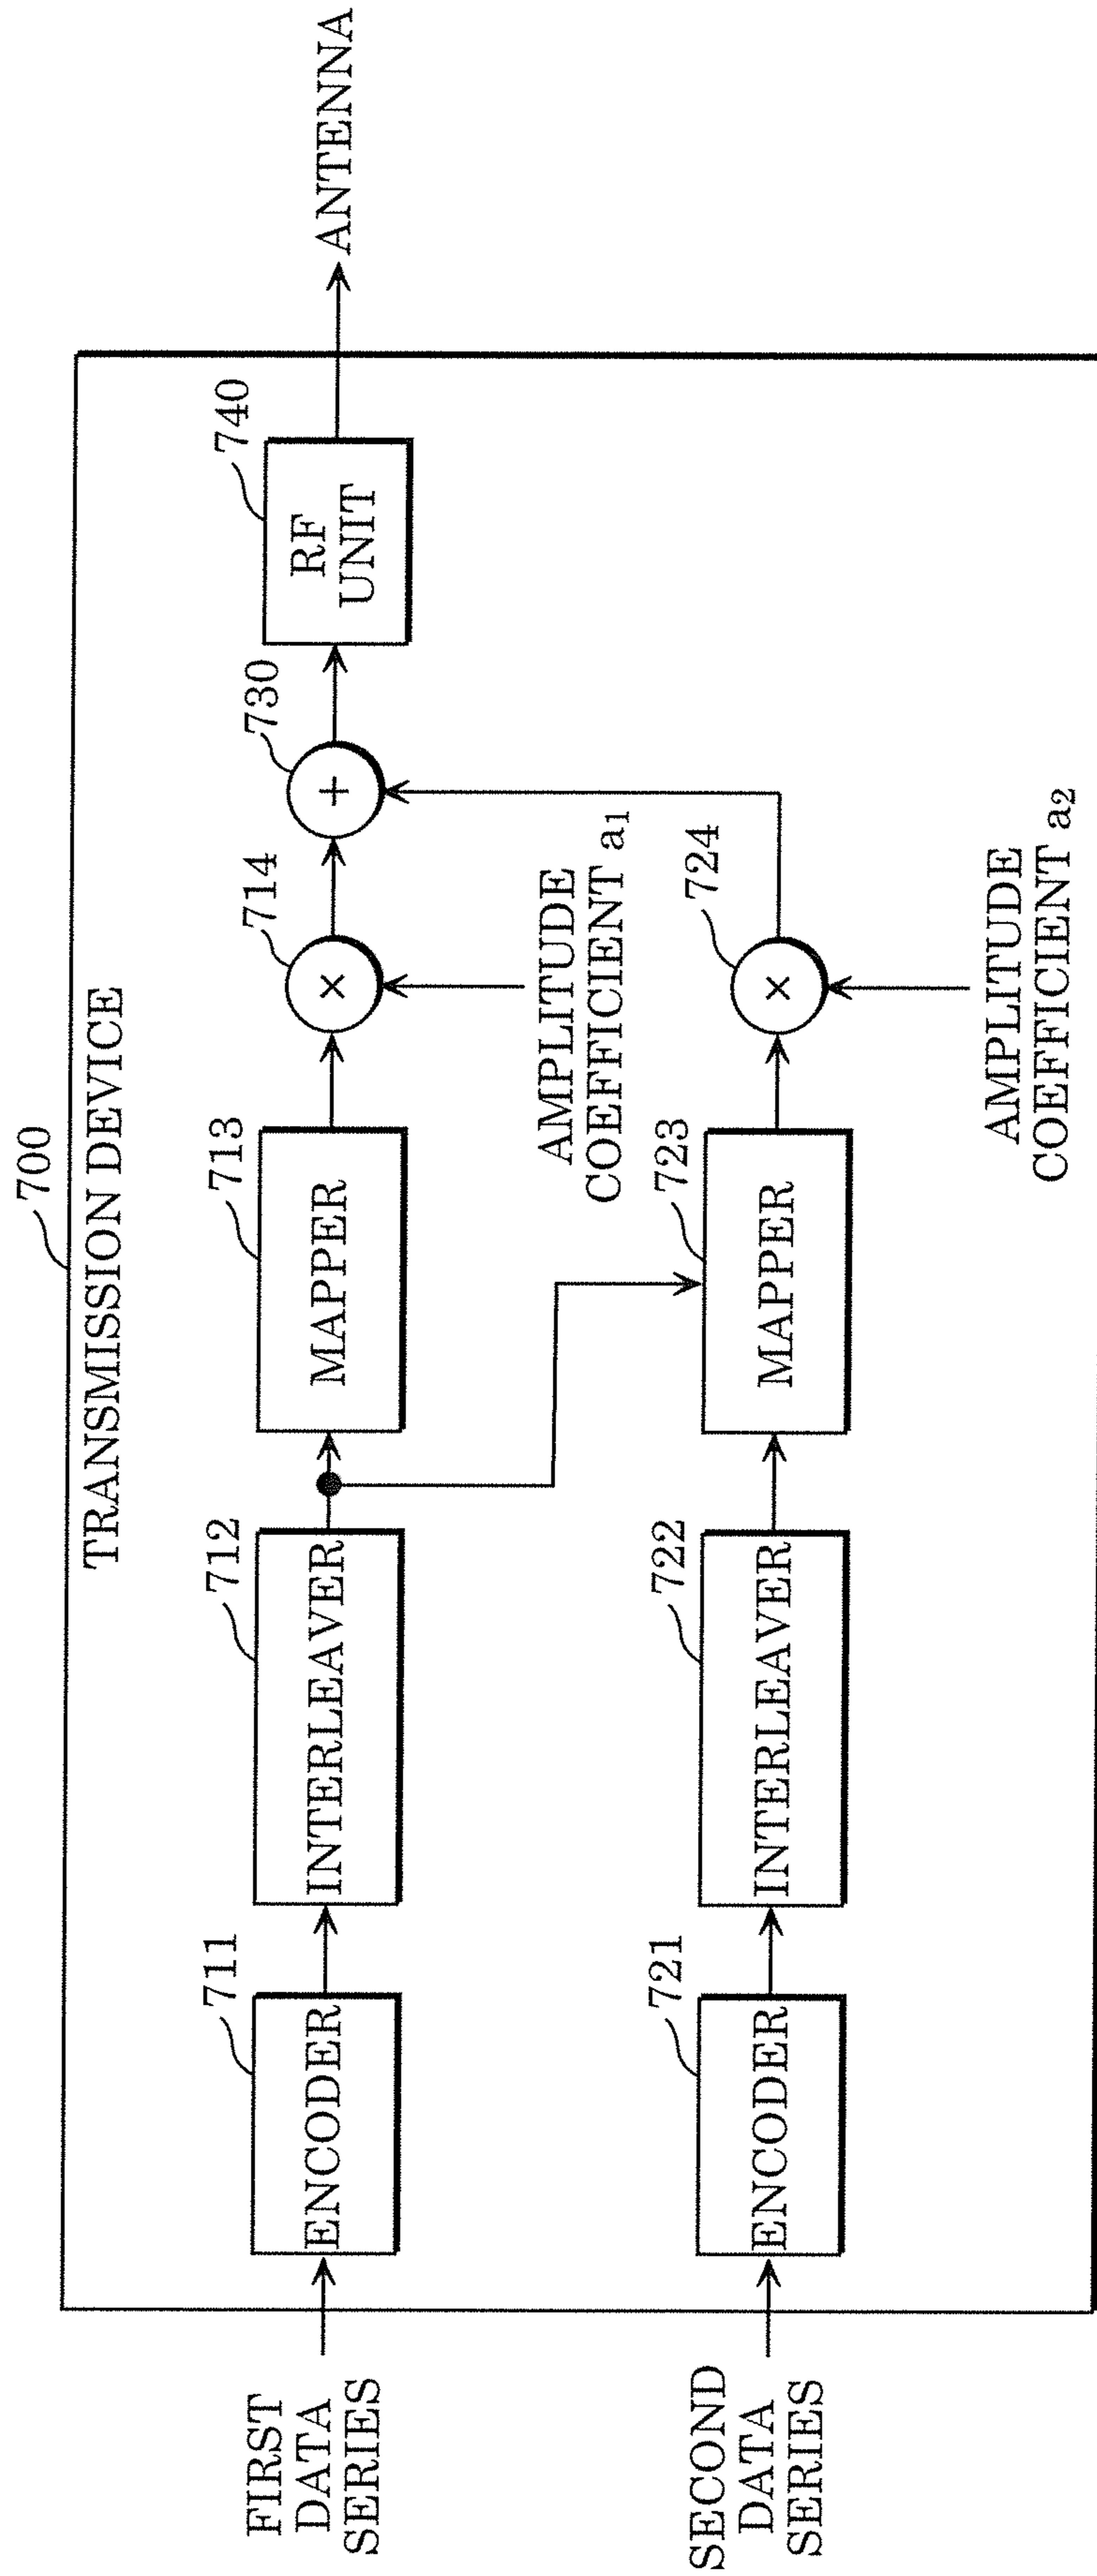 700
TRANSMISSION DEVICE
FIRST
DATA
SERIES
711
ENCODER
712
INTERLEAVER
713
MAPPER
714
×
AMPLITUDE
COEFFICIENT a1
730
+
740
RF
UNIT
ANTENNA
SECOND
DATA
SERIES
721
ENCODER
722
INTERLEAVER
723
MAPPER
724
×
AMPLITUDE
COEFFICIENT a2